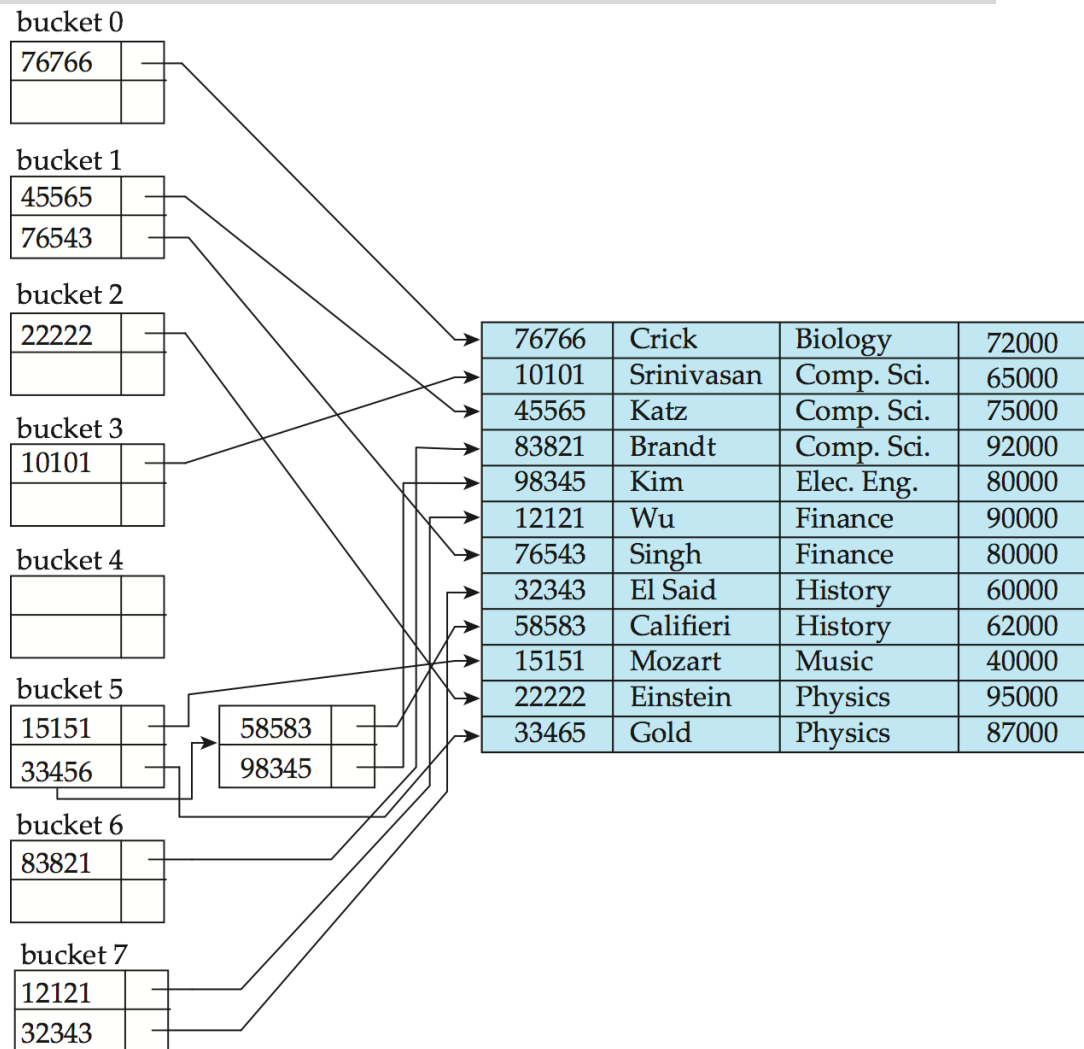 bucket 0
76766
bucket 1
45565
76543
bucket 2
22222
bucket 3
10101
bucket 4
bucket 5
15151
33456
58583
98345
bucket 6
83821
bucket 7
12121
32343
76766 Crick Biology 72000
10101 Srinivasan Comp. Sci. 65000
45565 Katz Comp. Sci. 75000
83821 Brandt Comp. Sci. 92000
98345 Kim Elec. Eng. 80000
12121 Wu Finance 90000
76543 Singh Finance 80000
32343 El Said History 60000
58583 Califieri History 62000
15151 Mozart Music 40000
22222 Einstein Physics 95000
33465 Gold Physics 87000